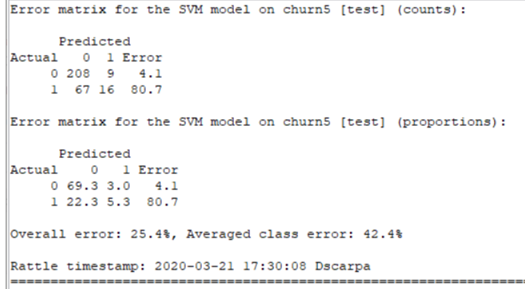 Error matrix for the SVM model on churn5 [test] (counts):
Predicted
Actual 0 1 Error
0 208 9 4.1
1 67 16 80.7
Error matrix for the SVM model on churn5 [test] (proportions):
Predicted
Actual 0 1 Error
0 69.3 3.0 4.1
1 22.3 5.3 80.7
Overall error: 25.4%, Averaged class error: 42.4%
Rattle timestamp: 2020-03-21 17:30:08 Dscarpa
======================================================================